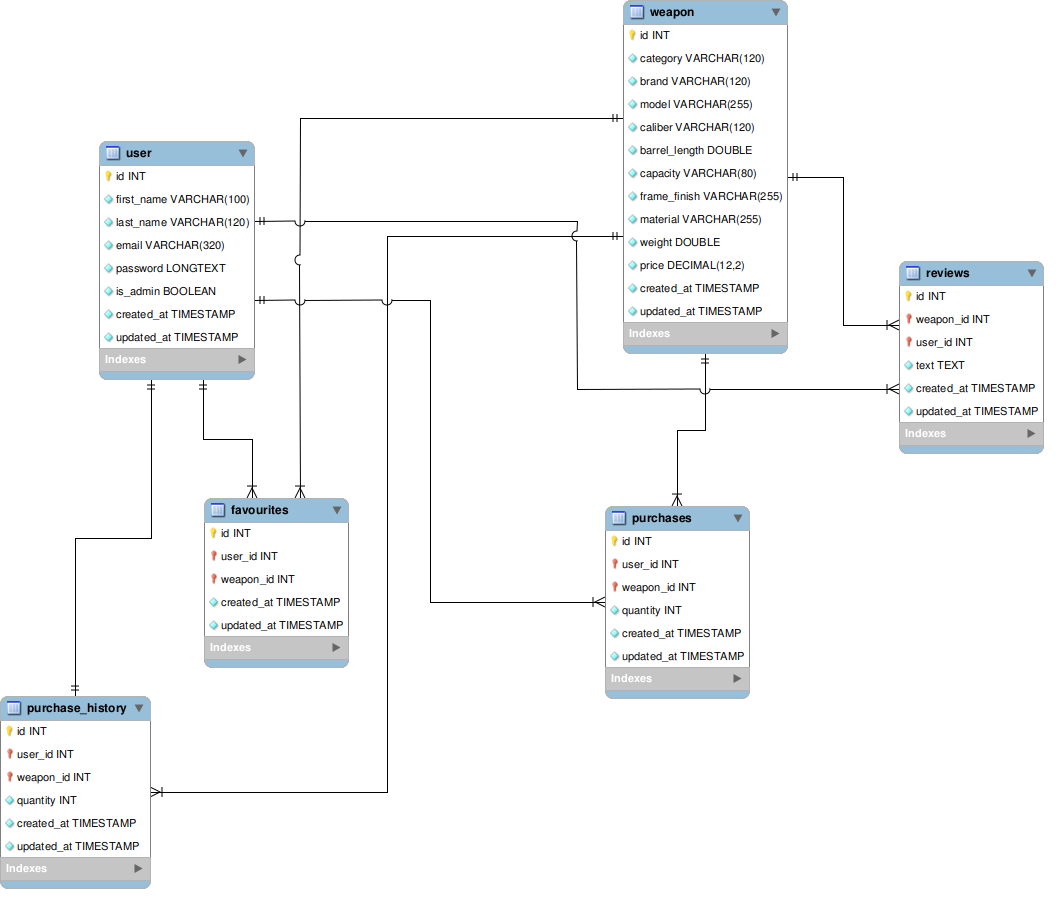 weapon
id INT
category VARCHAR(120)
brand VARCHAR(120)
model VARCHAR(255)
caliber VARCHAR(120)
barrel_length DOUBLE
capacity VARCHAR(80)
frame_finish VARCHAR(255)
material VARCHAR(255)
weight DOUBLE
price DECIMAL(12,2)
created_at TIMESTAMP
updated_at TIMESTAMP
Indexes
user
id INT
first_name VARCHAR(100)
last_name VARCHAR(120)
email VARCHAR(320)
password LONGTEXT
is_admin BOOLEAN
created_at TIMESTAMP
updated_at TIMESTAMP
Indexes
reviews
id INT
weapon_id INT
user_id INT
text TEXT
created_at TIMESTAMP
updated_at TIMESTAMP
Indexes
favourites
id INT
user_id INT
weapon_id INT
created_at TIMESTAMP
updated_at TIMESTAMP
Indexes
purchases
id INT
user_id INT
weapon_id INT
quantity INT
created_at TIMESTAMP
updated_at TIMESTAMP
Indexes
purchase_history
id INT
user_id INT
weapon_id INT
quantity INT
created_at TIMESTAMP
updated_at TIMESTAMP
Indexes